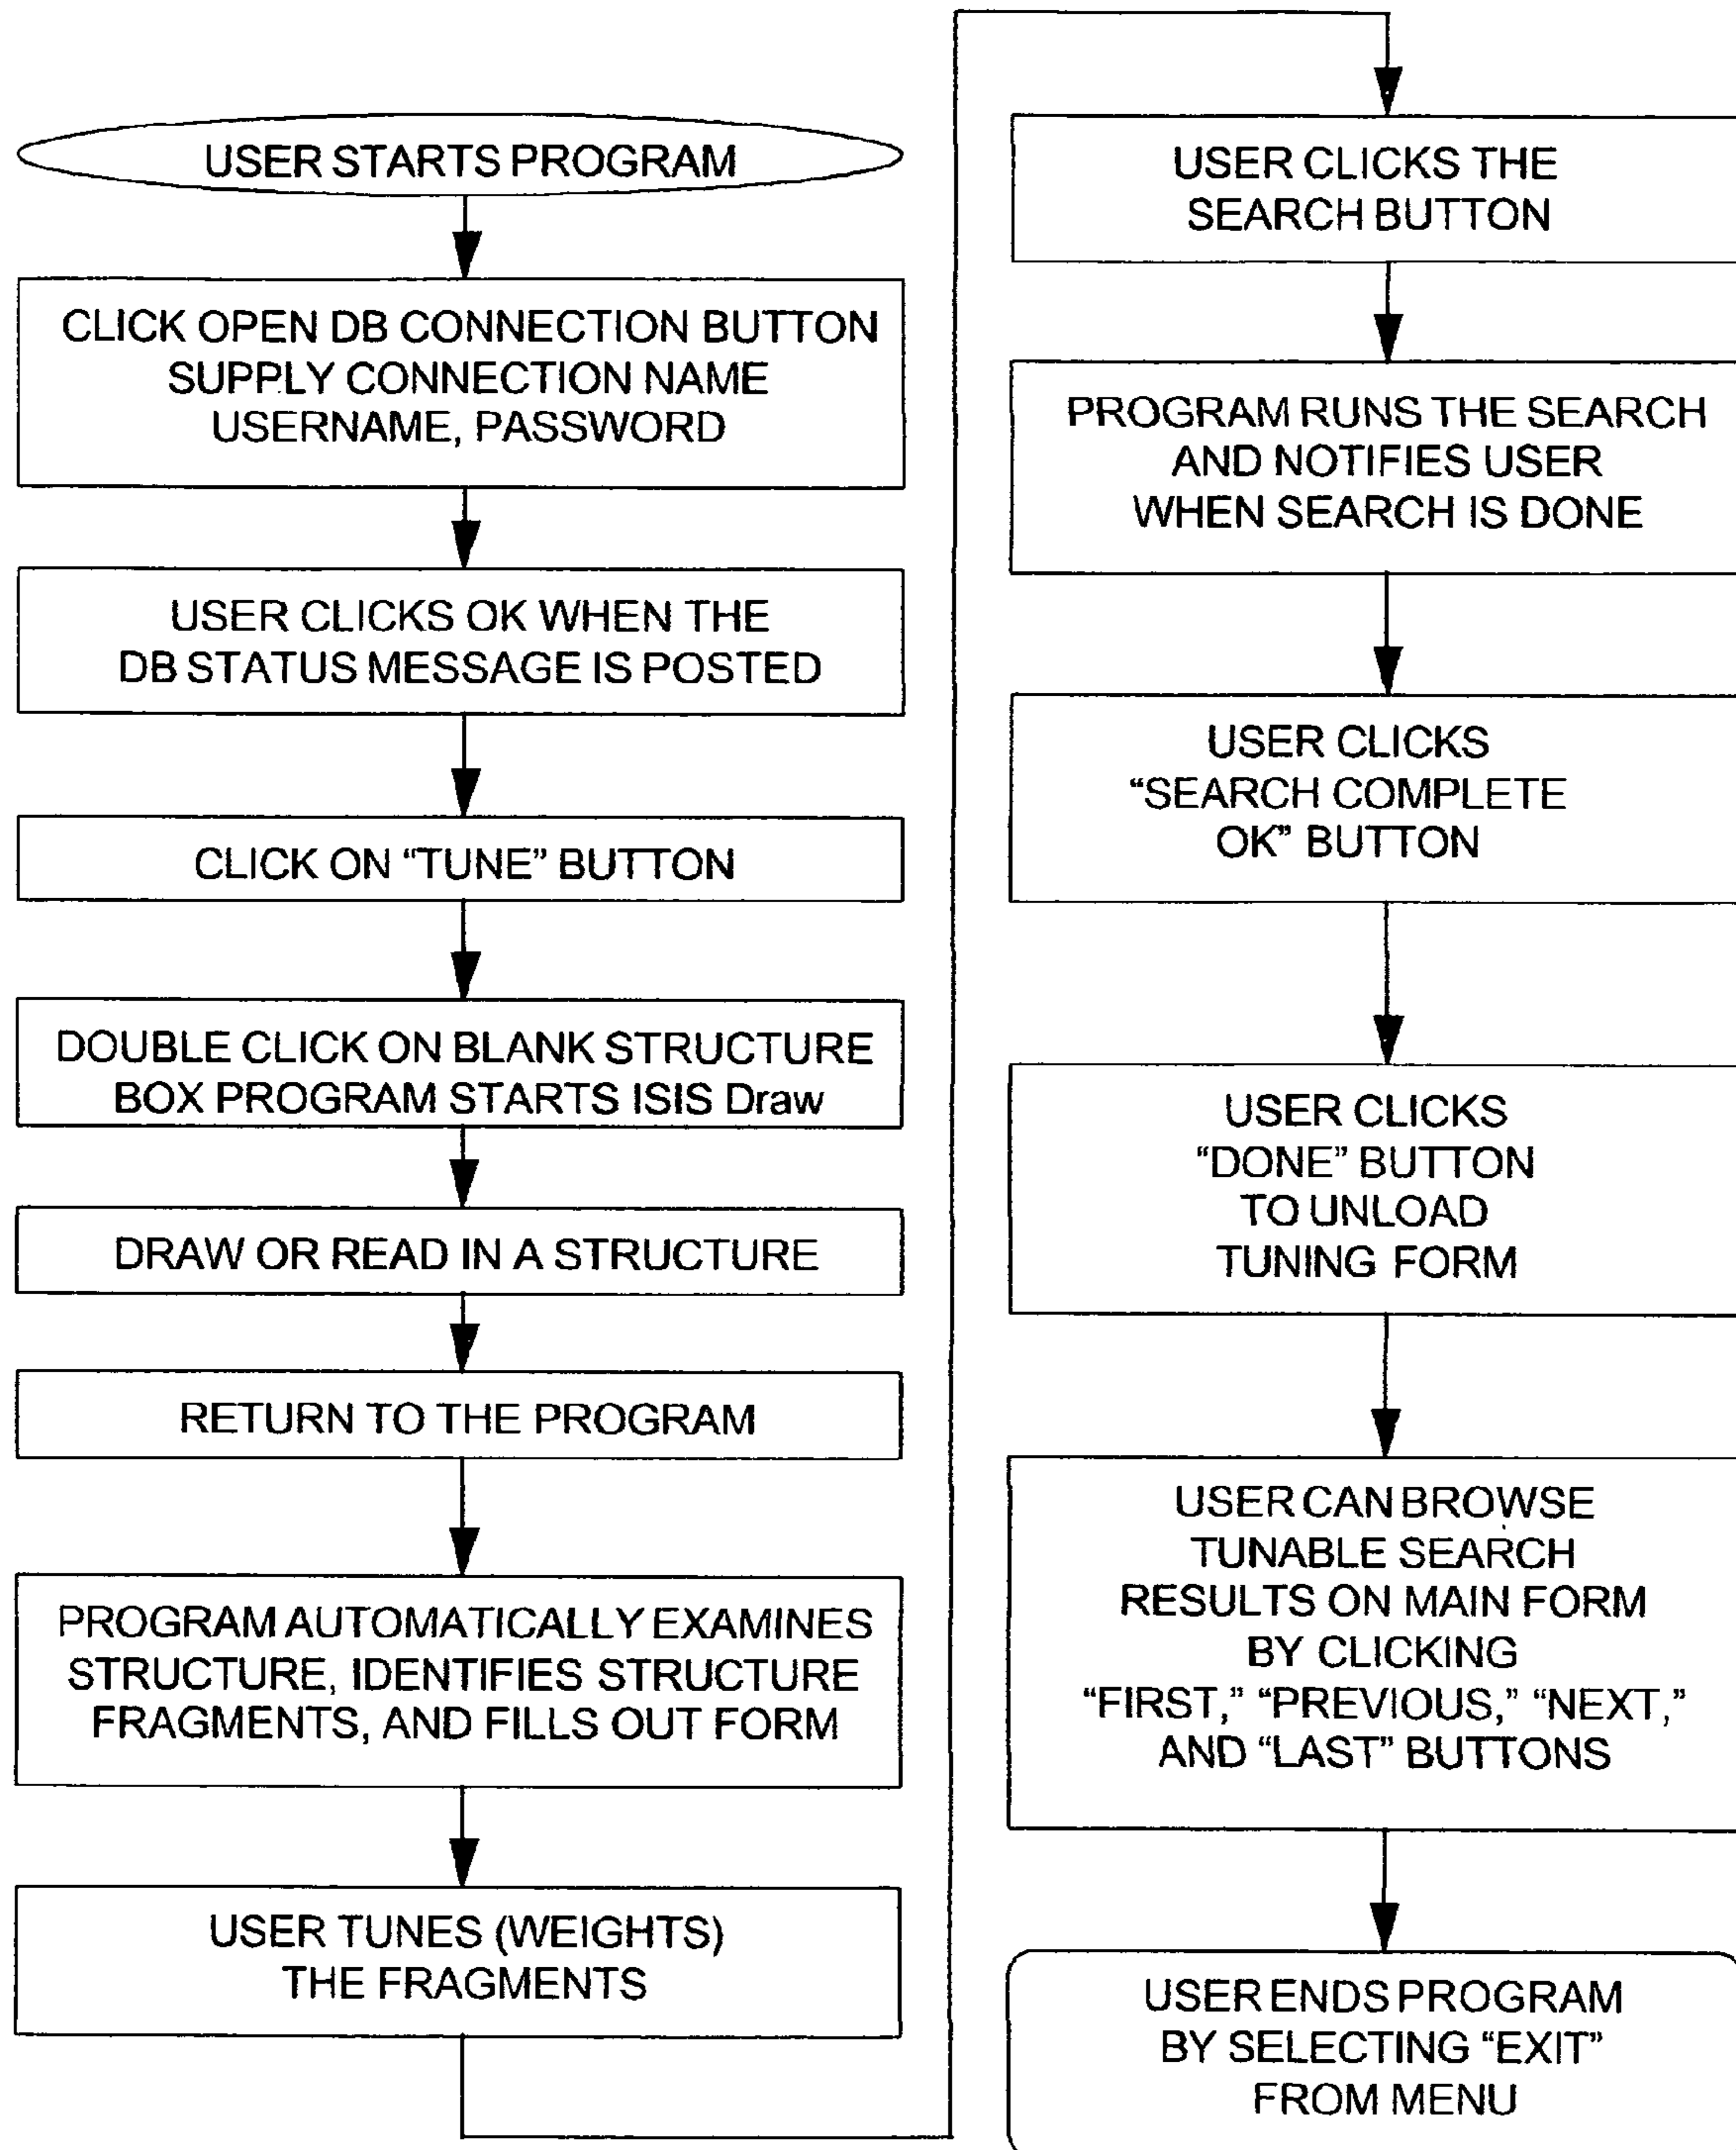 USER STARTS PROGRAM
CLICK OPEN DB CONNECTION BUTTON
SUPPLY CONNECTION NAME
USERNAME, PASSWORD
USER CLICKS OK WHEN THE
DB STATUS MESSAGE IS POSTED
CLICK ON “TUNE” BUTTON
DOUBLE CLICK ON BLANK STRUCTURE
BOX PROGRAM STARTS ISIS Draw
DRAW OR READ IN A STRUCTURE
RETURN TO THE PROGRAM
PROGRAM AUTOMATICALLY EXAMINES
STRUCTURE, IDENTIFIES STRUCTURE
FRAGMENTS, AND FILLS OUT FORM
USER TUNES (WEIGHTS)
THE FRAGMENTS
USER CLICKS THE
SEARCH BUTTON
PROGRAM RUNS THE SEARCH
AND NOTIFIES USER
WHEN SEARCH IS DONE
USER CLICKS
“SEARCH COMPLETE
OK” BUTTON
USER CLICKS
“DONE” BUTTON
TO UNLOAD
TUNING FORM
USER CAN BROWSE
TUNABLE SEARCH
RESULTS ON MAIN FORM
BY CLICKING
“FIRST,” “PREVIOUS,” “NEXT,”
AND “LAST” BUTTONS
USER ENDS PROGRAM
BY SELECTING “EXIT”
FROM MENU